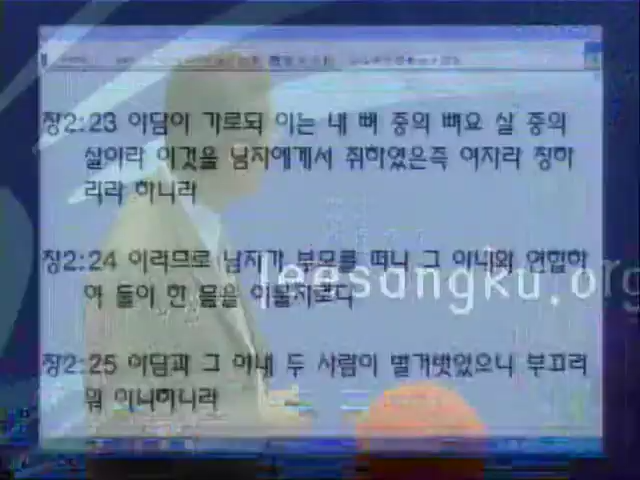 창2:23 아담이 가로되 이는 내 뼈 중의 뼈요 살 중의
살이라 이것을 남자에게서 취하였은즉 여자라 칭하
리라 하니라
창2:24 이러므로 남자가 부모를 떠나 그 아내와 연합하
여 둘이 한 몸을 이룰지로다
leesangku.org
창2:25 아담과 그 아내 두 사람이 벌거벗었으나 부끄러
워 아니하니라